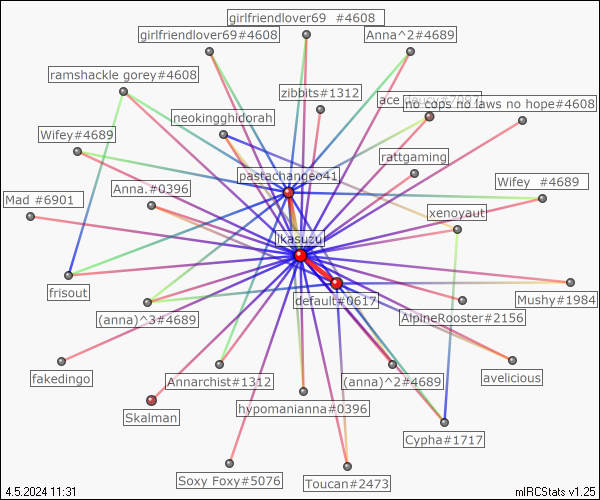 girlfriendlover69 #4608
girlfriendlover69#4608
Anna^2#4689
ramshackle gorey#4608
zibbits#1312
ace
no cops no laws no hope#4608
neokingghidorah
Wifey#4689
rattgaming
pastachange041
Anna.#0396
Wifey #4689
Mad #6901
xenoyaut
ikasuzu
frisout
default#0617
Mushy#1984
(anna)^3#4689
AlpineRooster#2156
fakedingo
Annarchist#1312
(anna)^2#4689
avelicious
hypomanianna#0396
Skalman
Cypha#1717
Soxy Foxy#5076
Toucan#2473
4.5.2024 11:31
mIRCStats v1.25